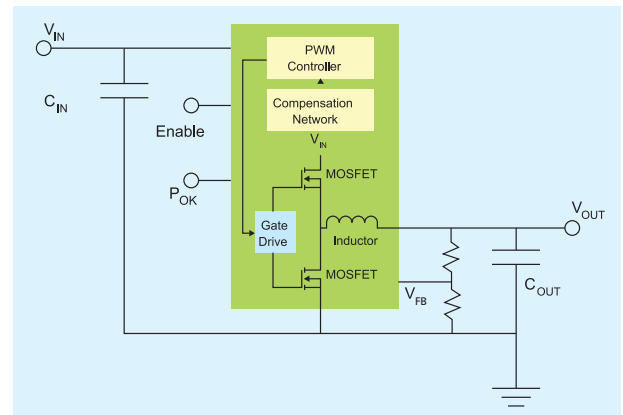 VIN
PWM
Controller
CIN
Compensation
Network
Enable
VIN
MOSFET
POK
VOUT
Gate
Drive
Inductor
MOSFET
VFB
COUT